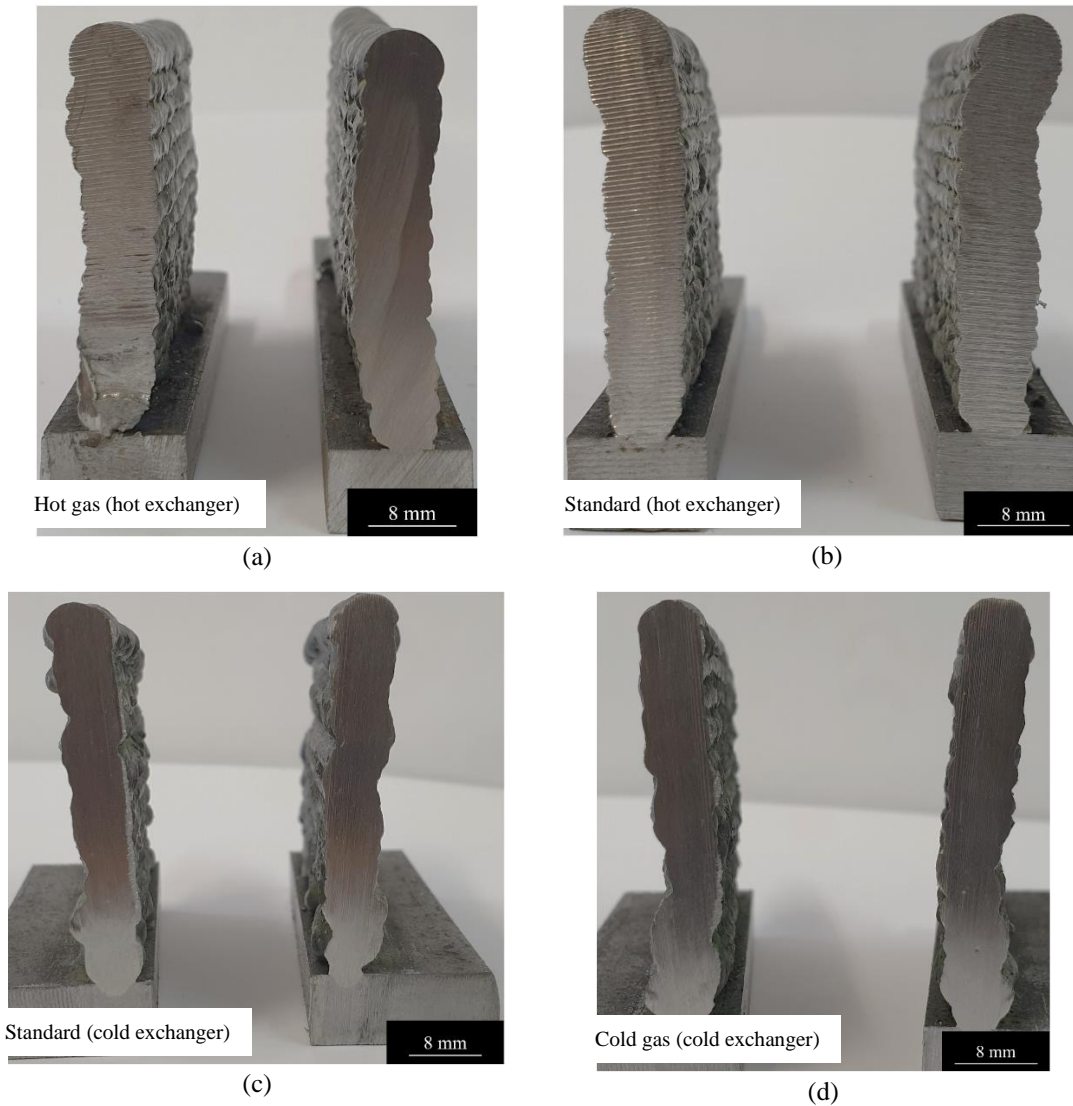 Hot gas (hot exchanger)
8 mm
(a)
Standard (hot exchanger)
8 mm
(b)
Standard (cold exchanger)
8 mm
(c)
Cold gas (cold exchanger)
8 mm
(d)